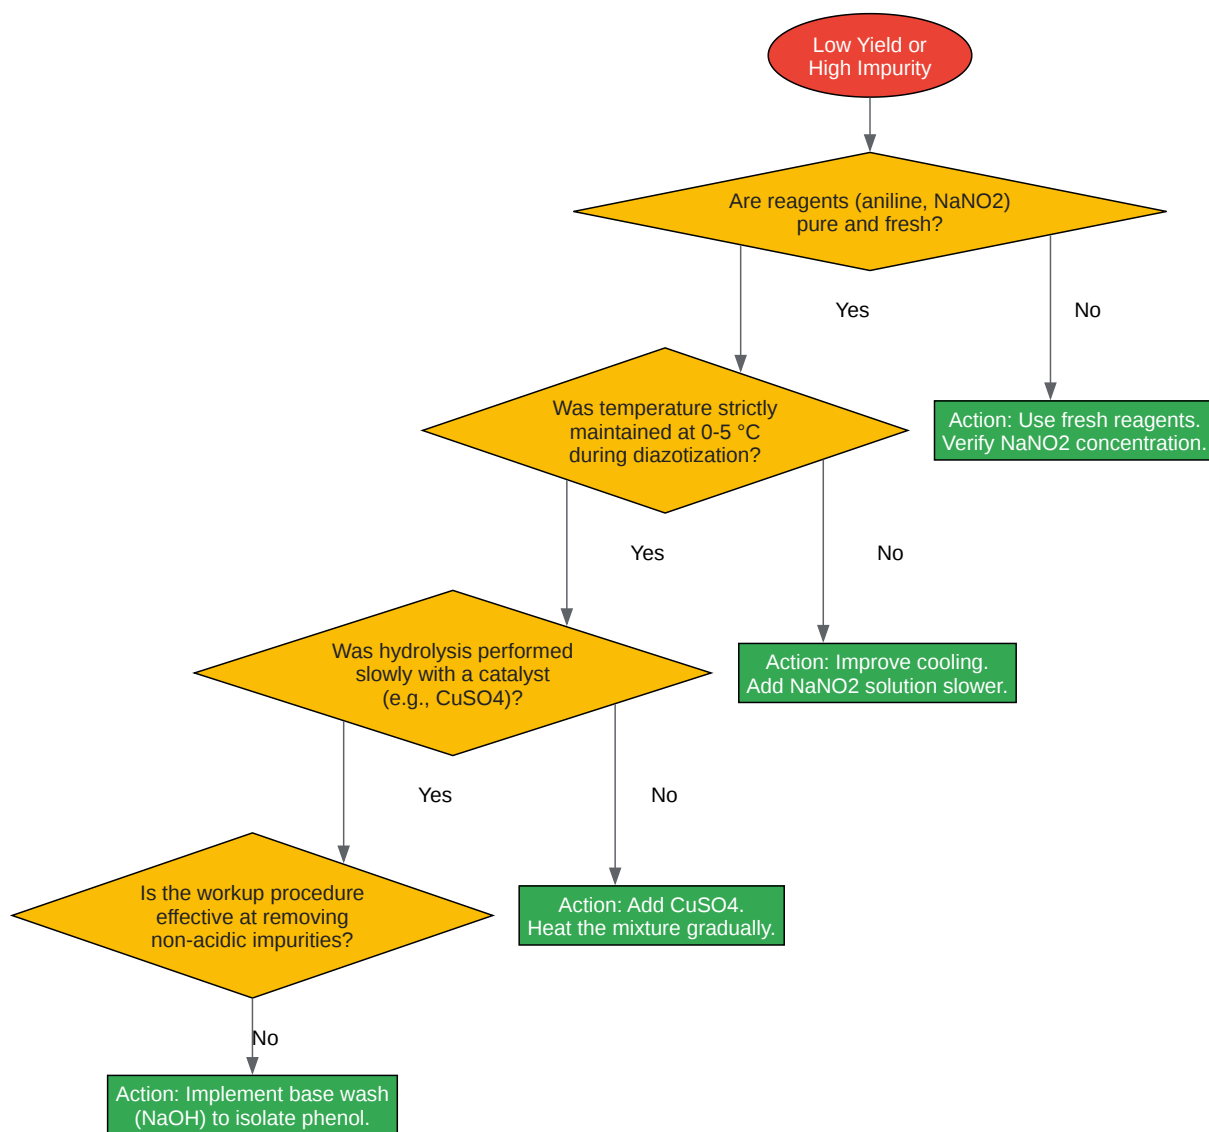 Low Yield or
High Impurity
Are reagents (aniline, NaNO2)
pure and fresh?
Yes
No
Was temperature strictly
maintained at 0-5 °C
during diazotization?
Action: Use fresh reagents.
Verify NaNO2 concentration.
Yes
No
Was hydrolysis performed
slowly with a catalyst
(e.g., CuSO4)?
Action: Improve cooling.
Add NaNO2 solution slower.
Yes
No
Is the workup procedure
effective at removing
non-acidic impurities?
Action: Add CuSO4.
Heat the mixture gradually.
No
Action: Implement base wash
(NaOH) to isolate phenol.